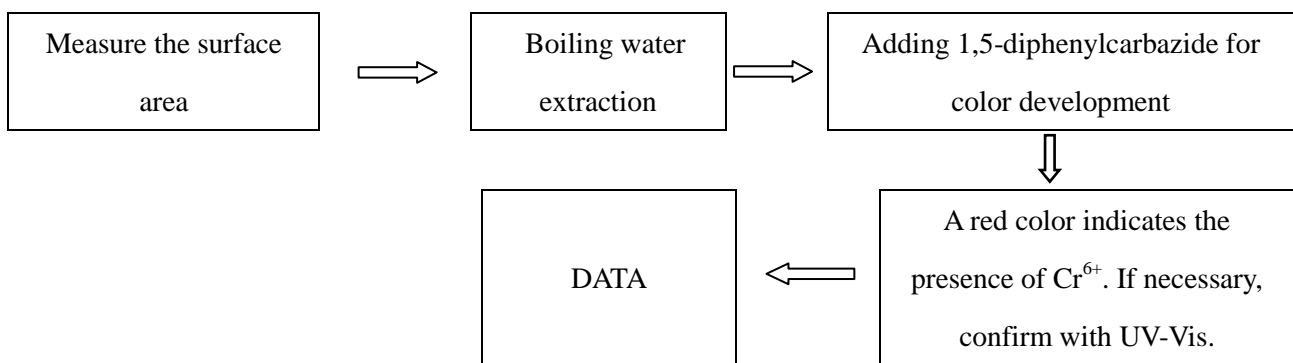 Measure the surface
area
Boiling water
extraction
Adding 1,5-diphenylcarbazide for
color development
A red color indicates the
presence of Cr⁶⁺. If necessary,
confirm with UV-Vis.
DATA